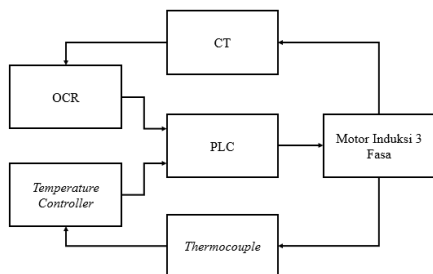 CT
OCR
PLC
Motor Induksi 3
Fasa
Temperature
Controller
Thermocouple